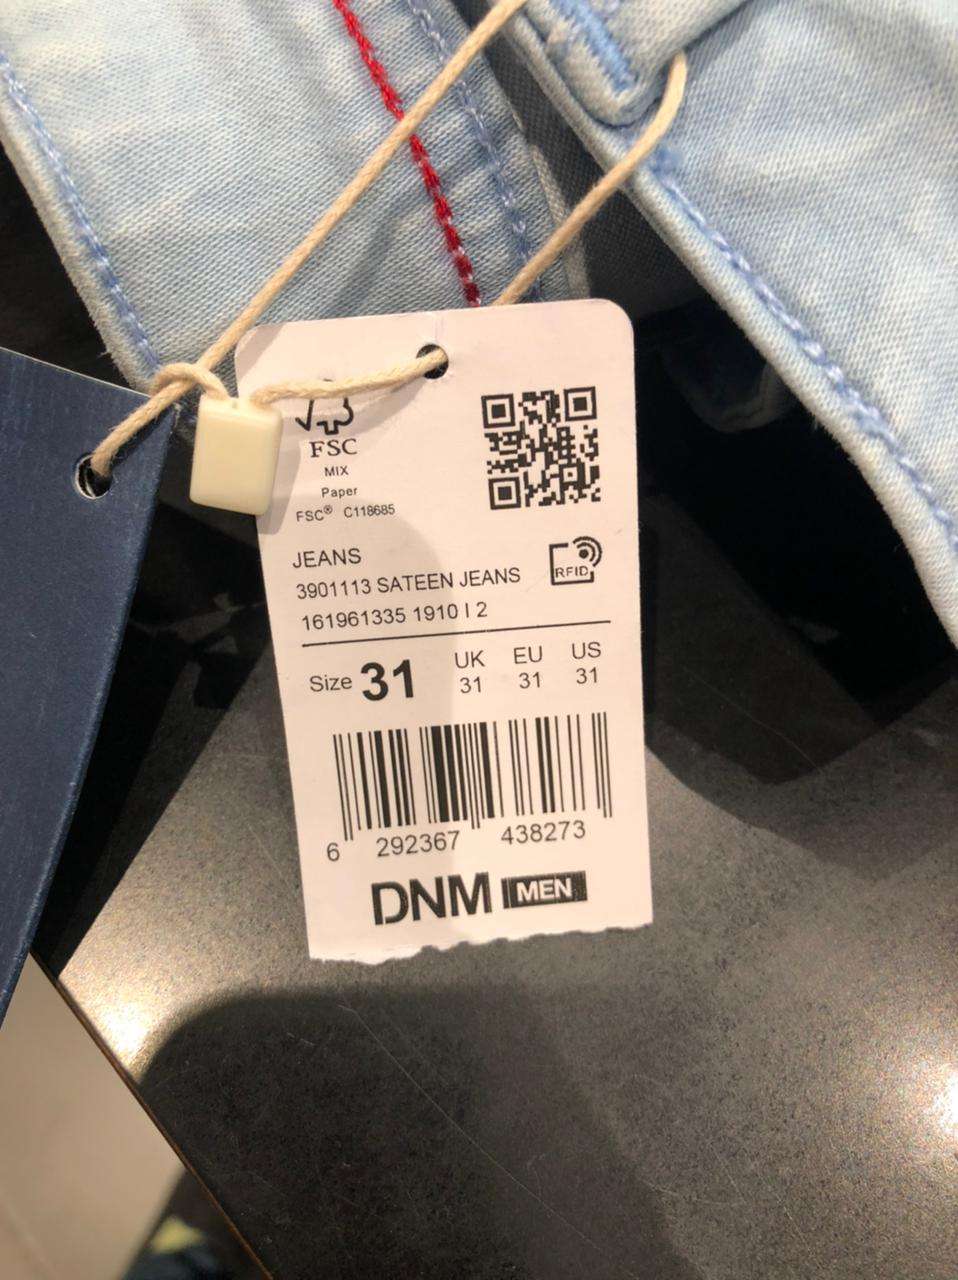 FSC
MIX
Paper
FSC® C118685
JEANS
3901113 SATEEN JEANS
RFID
161961335 1910 I 2
Size 31
UK EU US
31 31 31
6 292367 438273
DNM MEN